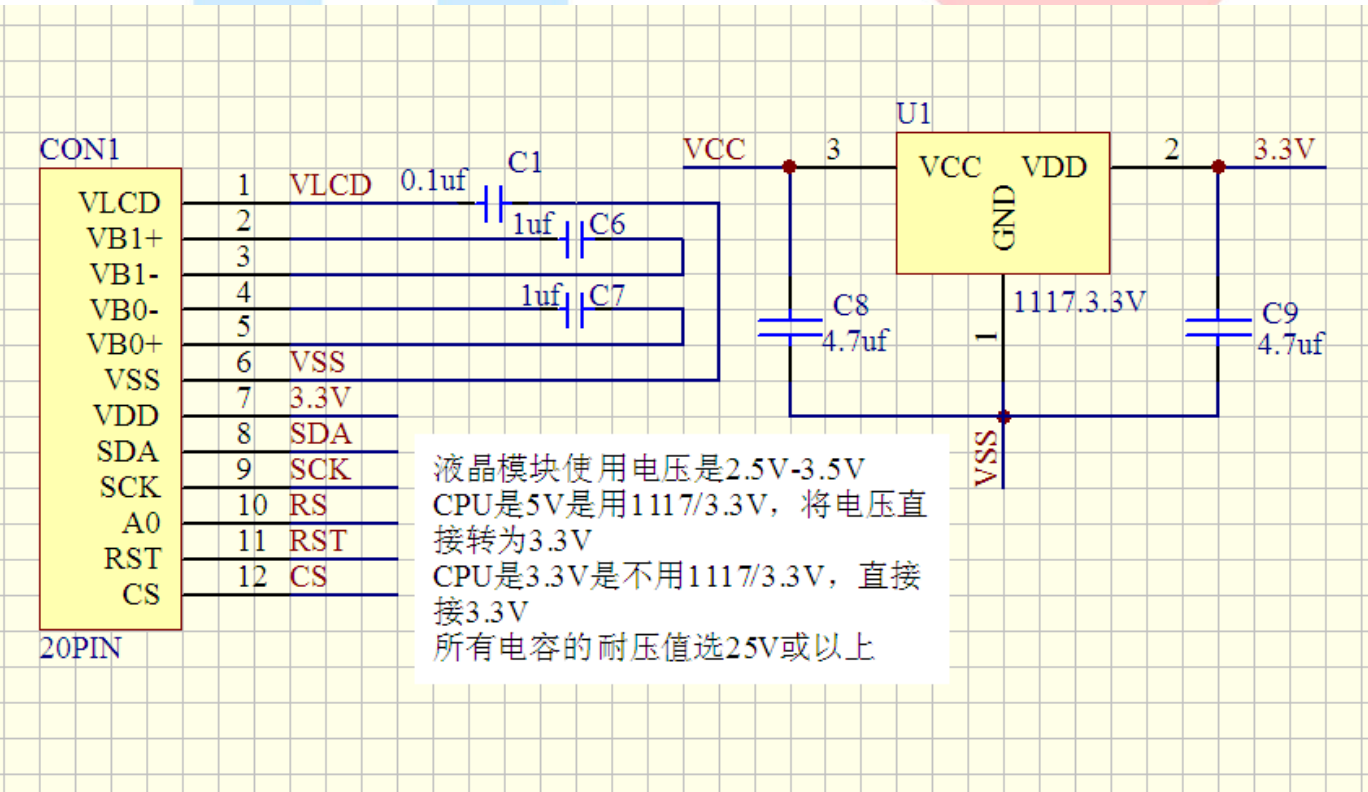 CON1
VLCD
VB1+
VB1-
VB0-
VB0+
VSS
VDD
SDA
SCK
A0
RST
CS
20PIN
1 VLCD
2
3
4
5
6 VSS
7 3.3V
8 SDA
9 SCK
10 RS
11 RST
12 CS
0.1uf C1
1uf C6
1uf C7
VCC 3
U1
VCC VDD
GND
2 3.3V
1
1117.3.3V
C8
4.7uf
C9
4.7uf
VSS
液晶模块使用电压是2.5V-3.5V
CPU是5V是用1117/3.3V，将电压直
接转为3.3V
CPU是3.3V是不用1117/3.3V，直接
接3.3V
所有电容的耐压值选25V或以上